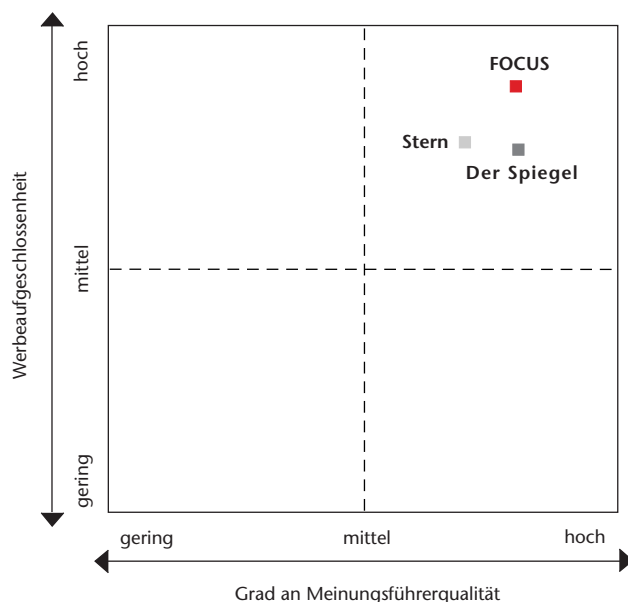 hoch
FOCUS
Stern
Der Spiegel
Werbeaufgeschlossenheit
mittel
gering
gering
mittel
hoch
Grad an Meinungsführerqualität